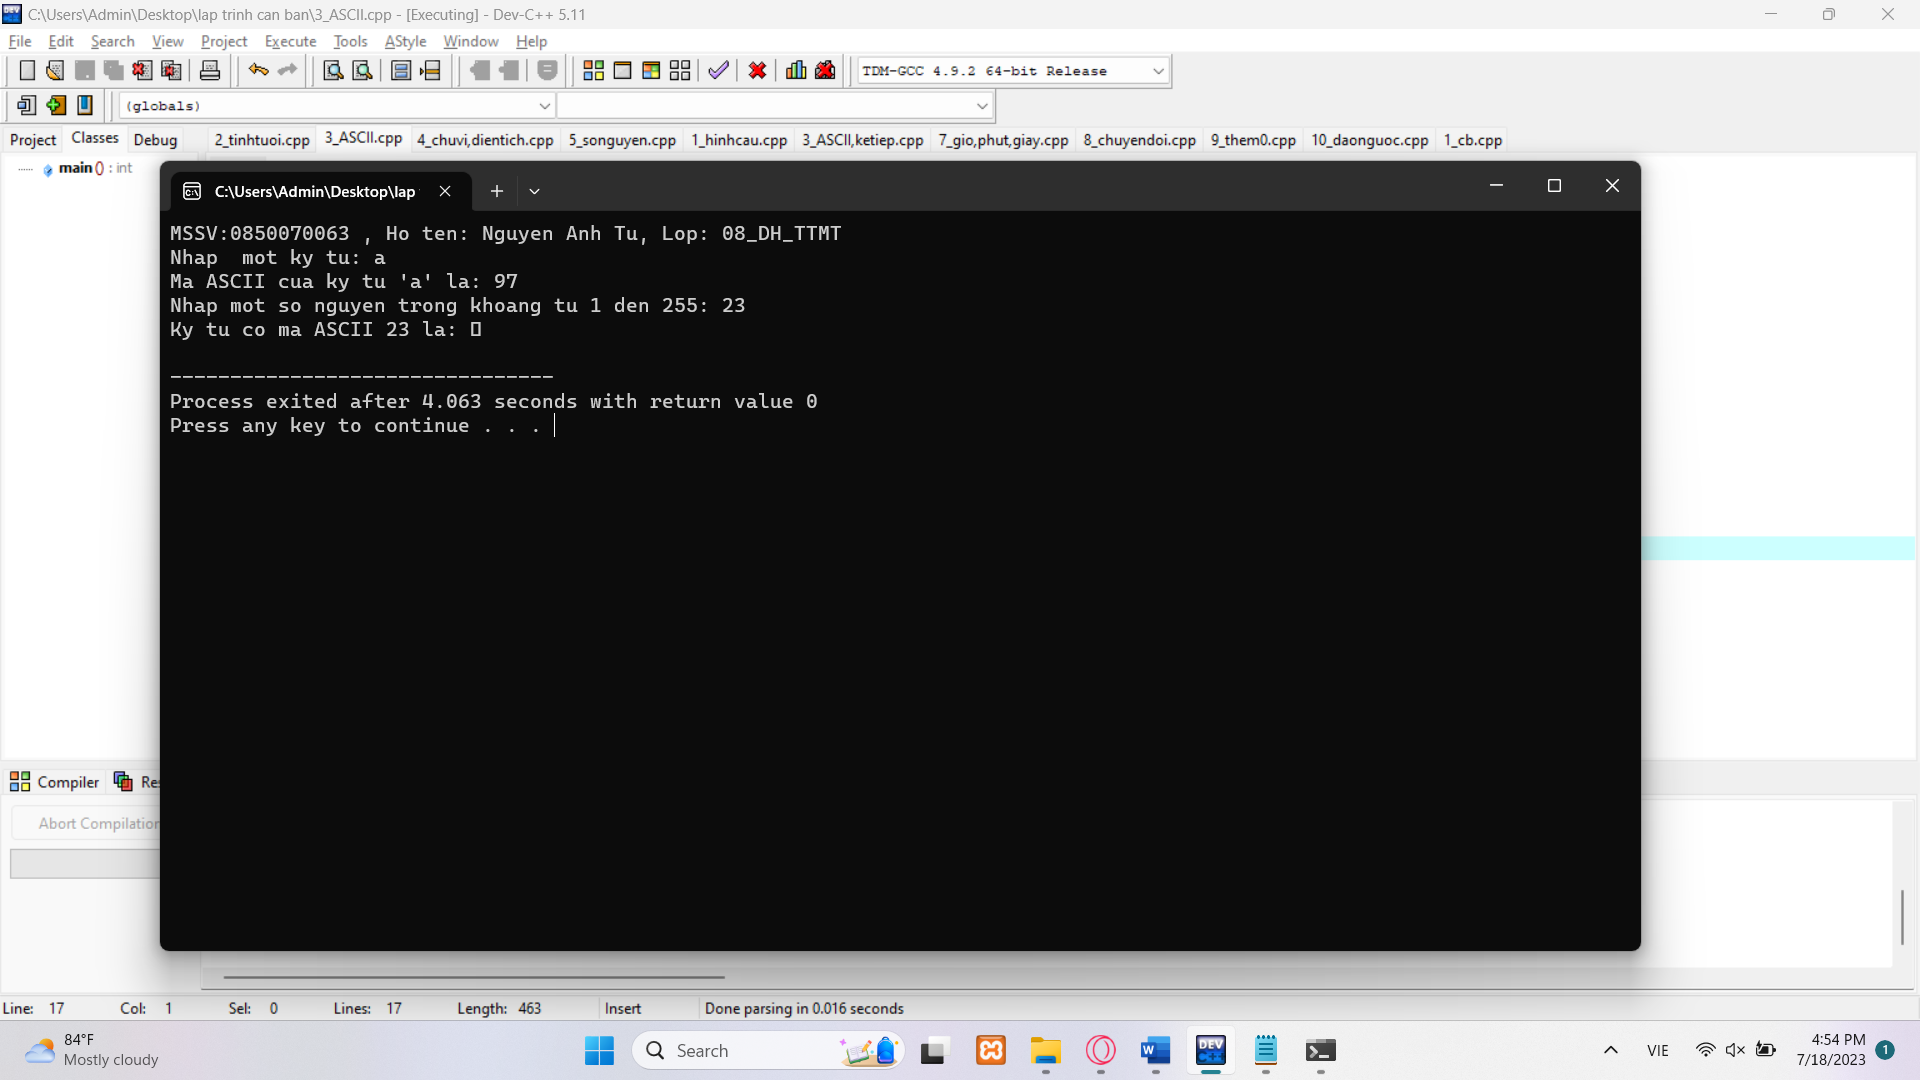 C:\Users\Admin\Desktop\lap trinh can ban\3_ASCII.cpp - [Executing] - Dev-C++ 5.11
File Edit Search View Project Execute Tools AStyle Window Help
TDM-GCC 4.9.2 64-bit Release
(globals)
Project Classes Debug 2_tinhtuoi.cpp 3_ASCII.cpp 4_chuvi,dientich.cpp 5_songuyen.cpp 1_hinhcau.cpp 3_ASCII,ketiep.cpp 7_gio,phut,giay.cpp 8_chuyendoi.cpp 9_them0.cpp 10_daonguoc.cpp 1_cb.cpp
main () : int
C:\Users\Admin\Desktop\lap
MSSV:0850070063 , Ho ten: Nguyen Anh Tu, Lop: 08_DH_TTMT
Nhap  mot ky tu: a
Ma ASCII cua ky tu 'a' la: 97
Nhap mot so nguyen trong khoang tu 1 den 255: 23
Ky tu co ma ASCII 23 la: 
--------------------------------
Process exited after 4.063 seconds with return value 0
Press any key to continue . . .
Compiler
Abort Compilation
Line: 17 Col: 1 Sel: 0 Lines: 17 Length: 463 Insert Done parsing in 0.016 seconds
84°F
Mostly cloudy
Search
DEV
VIE
4:54 PM
7/18/2023
1